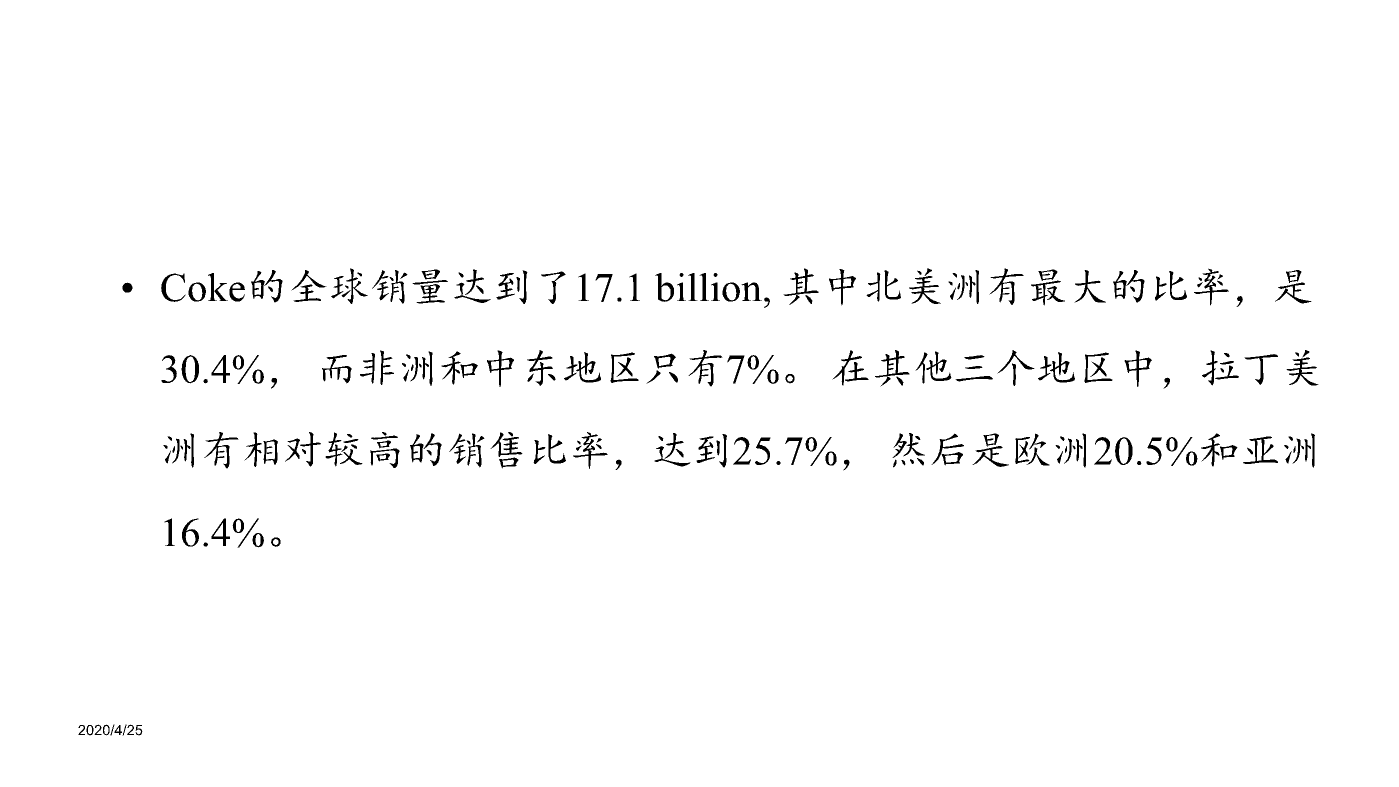 • Coke的全球销量达到了17.1 billion, 其中北美洲有最大的比率，是
30.4%， 而非洲和中东地区只有7%。 在其他三个地区中，拉丁美
洲有相对较高的销售比率，达到25.7%， 然后是欧洲20.5%和亚洲
16.4%。
2020/4/25